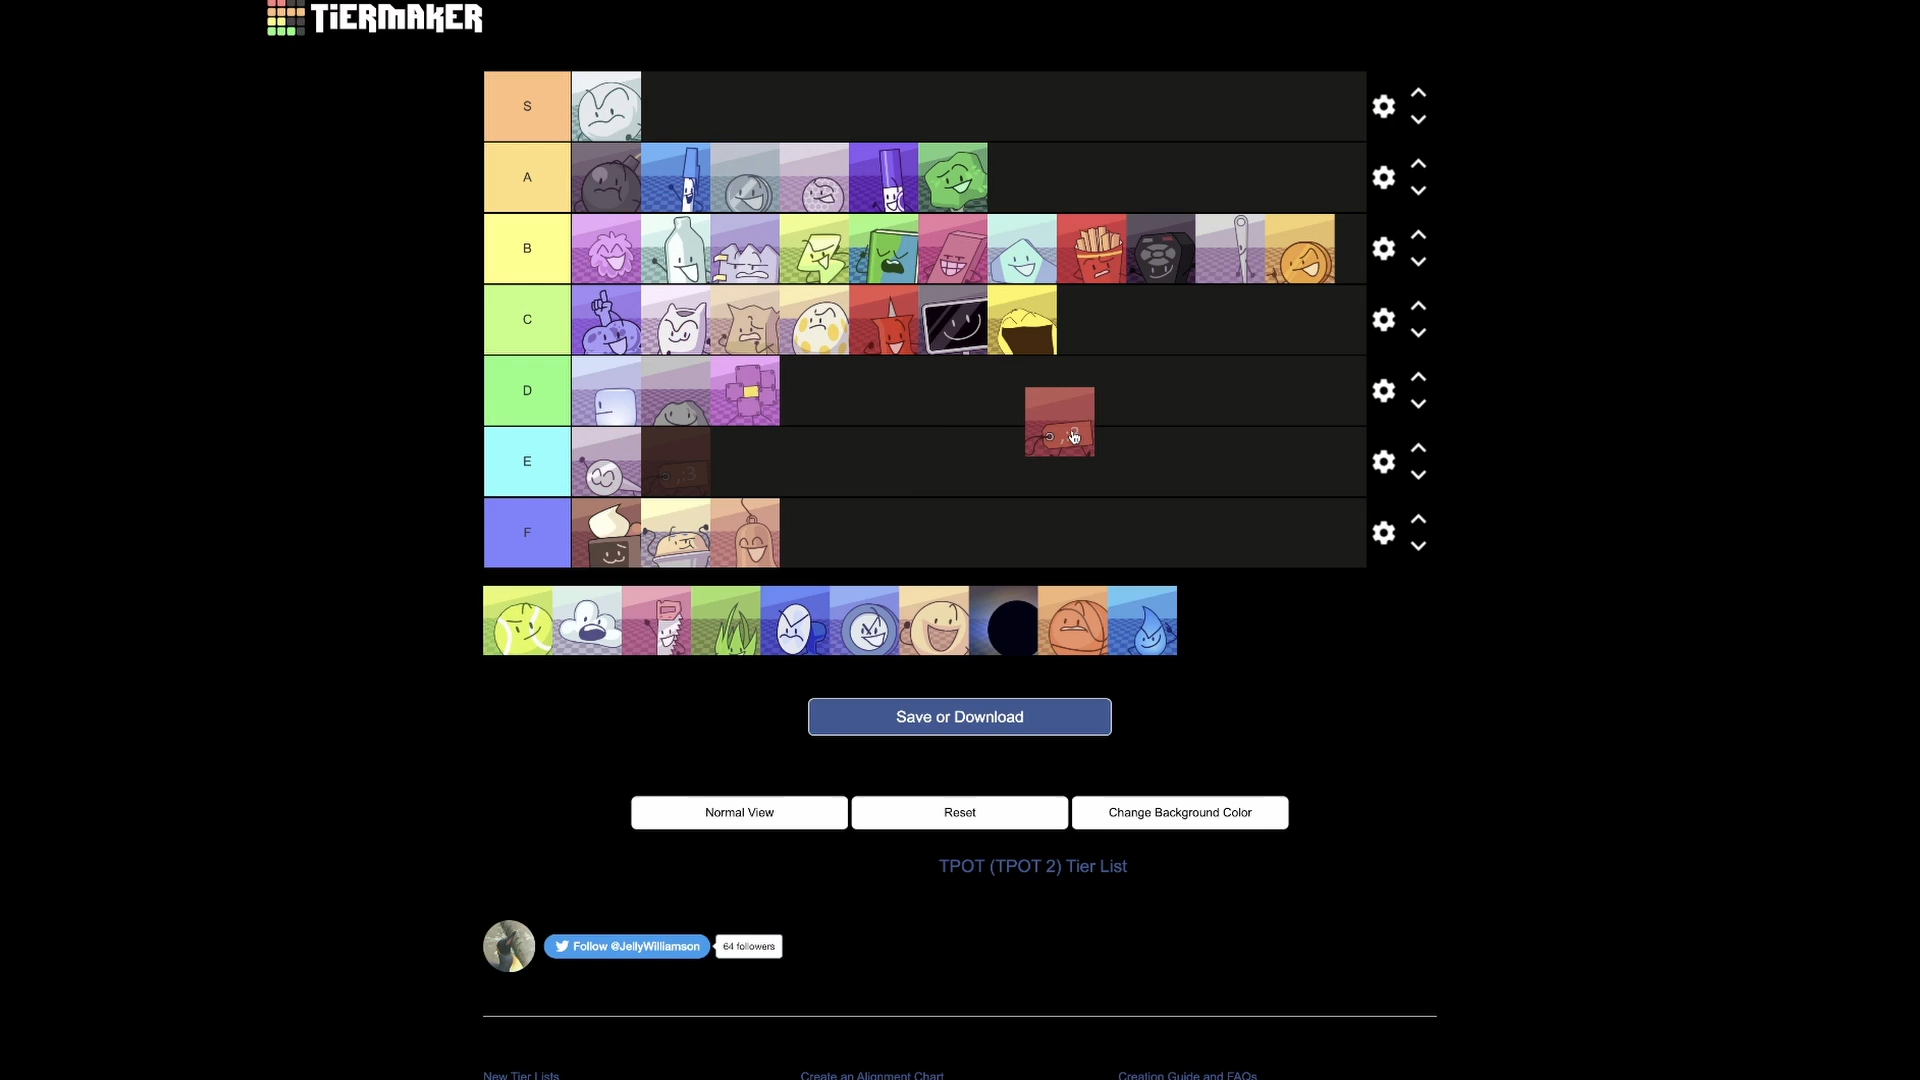 TiERMAKER
S
A
B
C
D
E
,:3
F
Save or Download
Normal View
Reset
Change Background Color
TPOT (TPOT 2) Tier List
Follow @JellyWilliamson
64 followers
New Tier Lists
Create an Alignment Chart
Creation Guide and FAQs